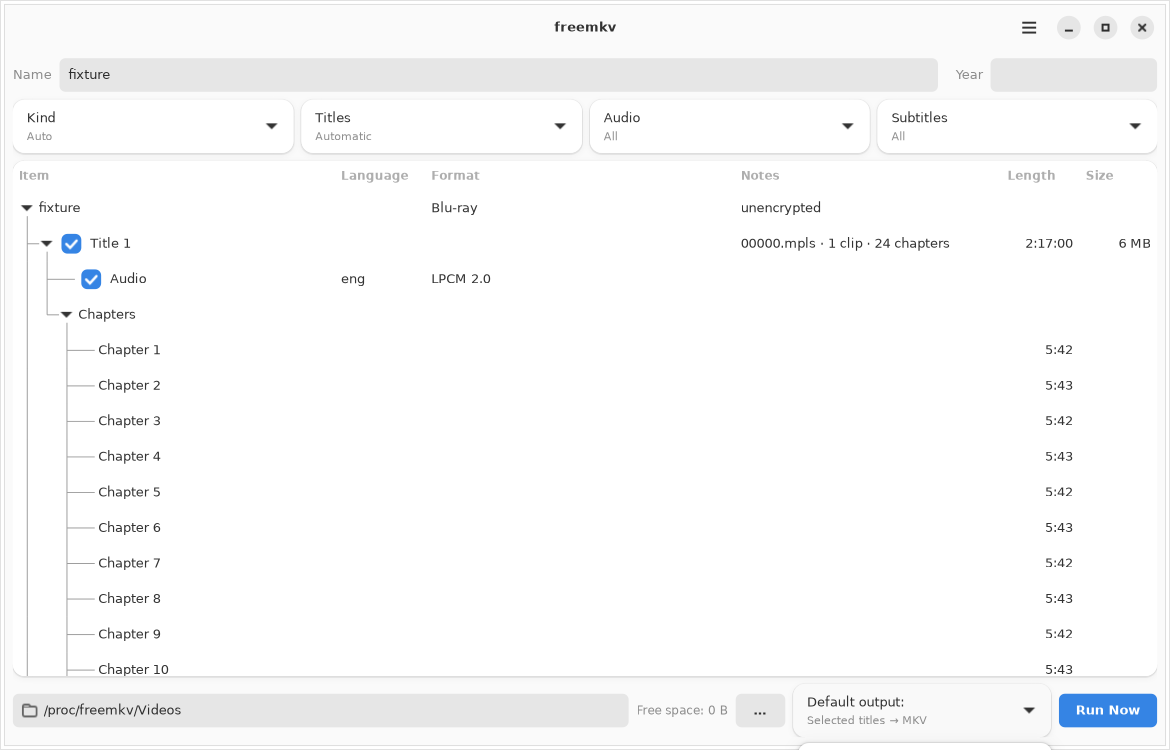 freemkv
Name fixture Year
Kind Titles Audio Subtitles
Auto Automatic All All
Item Language Format Notes Length Size
fixture Blu-ray unencrypted
Title 1 00000.mpls · 1 clip · 24 chapters 2:17:00 6 MB
Audio eng LPCM 2.0
Chapters
Chapter 1 5:42
Chapter 2 5:43
Chapter 3 5:42
Chapter 4 5:43
Chapter 5 5:42
Chapter 6 5:43
Chapter 7 5:42
Chapter 8 5:43
Chapter 9 5:42
Chapter 10 5:43
/proc/freemkv/Videos Free space: 0 B ... Default output: Run Now
Selected titles → MKV